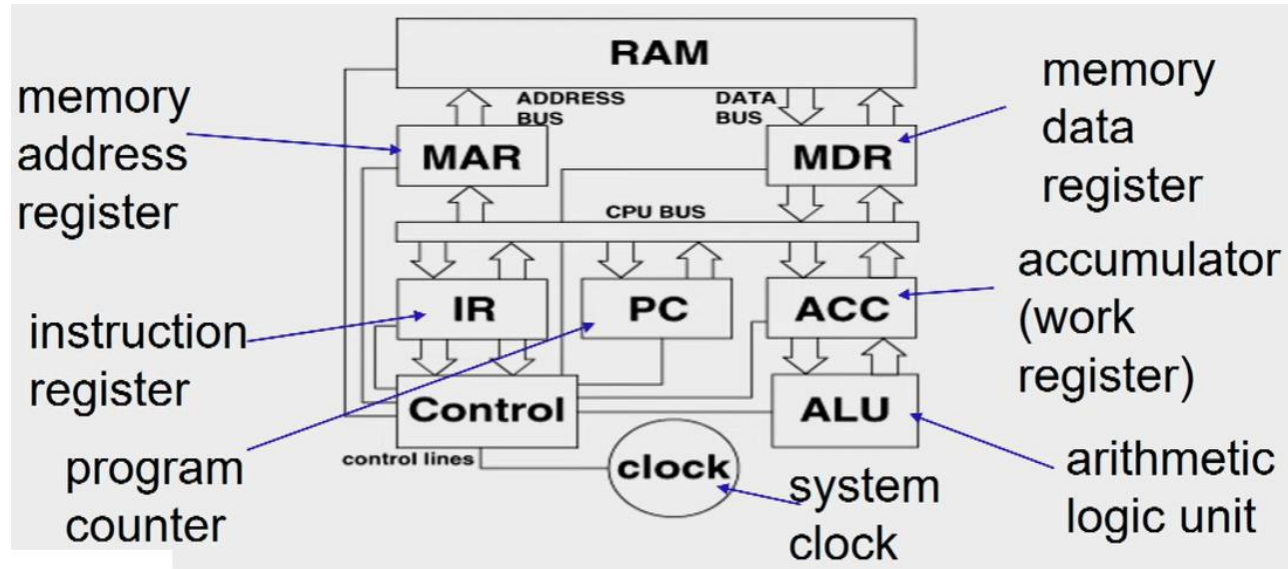 RAM
memory
address
register
ADDRESS
BUS
DATA
BUS
memory
data
register
MAR
MDR
CPU BUS
accumulator
(work
register)
IR
PC
ACC
instruction
register
Control
ALU
control lines
clock
program
counter
system
clock
arithmetic
logic unit